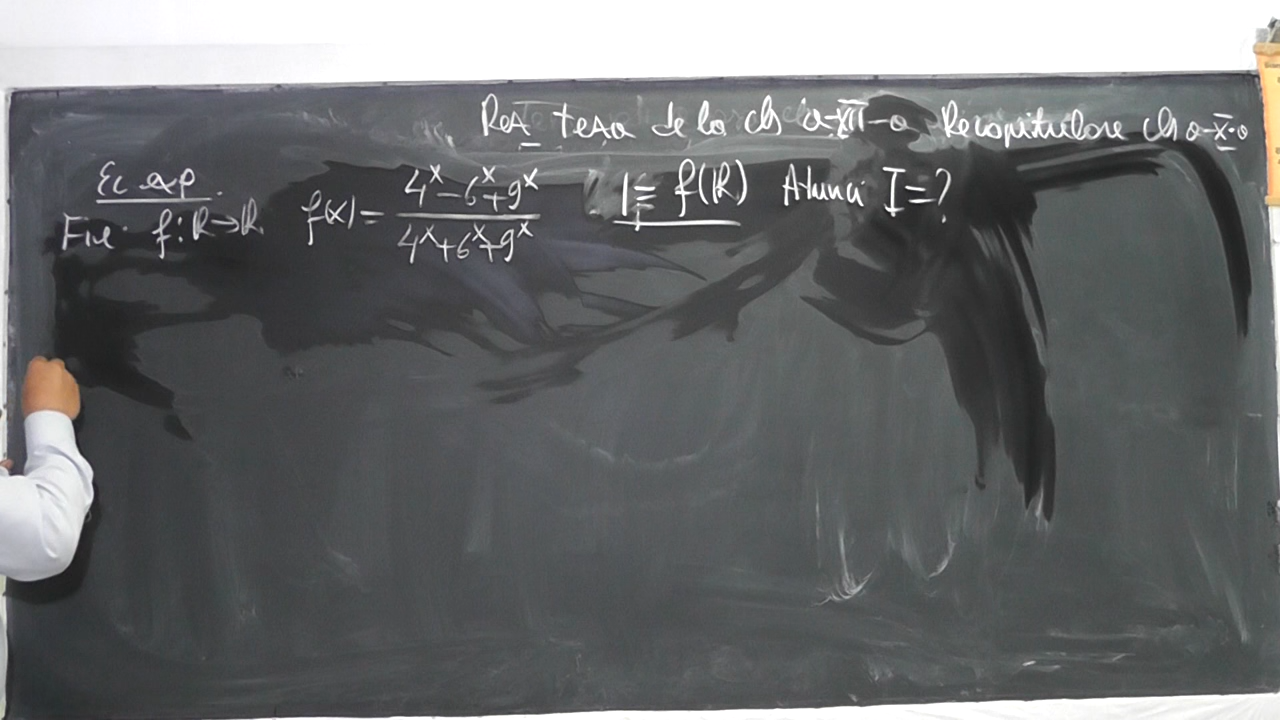 Rez teza de la cls a-XII-a Recapitulare cls a-X-a
Ec exp.
Fie f:ℝ→ℝ f(x)= (4^x-6^x+9^x)/(4^x+6^x+9^x) I= f(ℝ) Atunci I=?